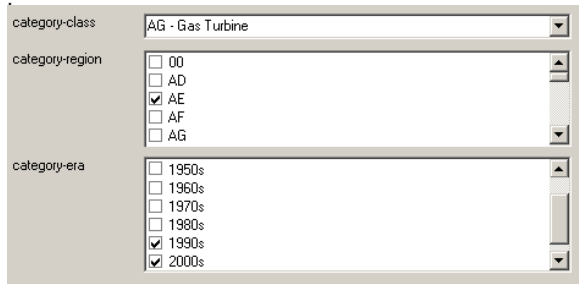 category-class AG - Gas Turbine
category-region 00
AD
AE
AF
AG
category-era 1950s
1960s
1970s
1980s
1990s
2000s